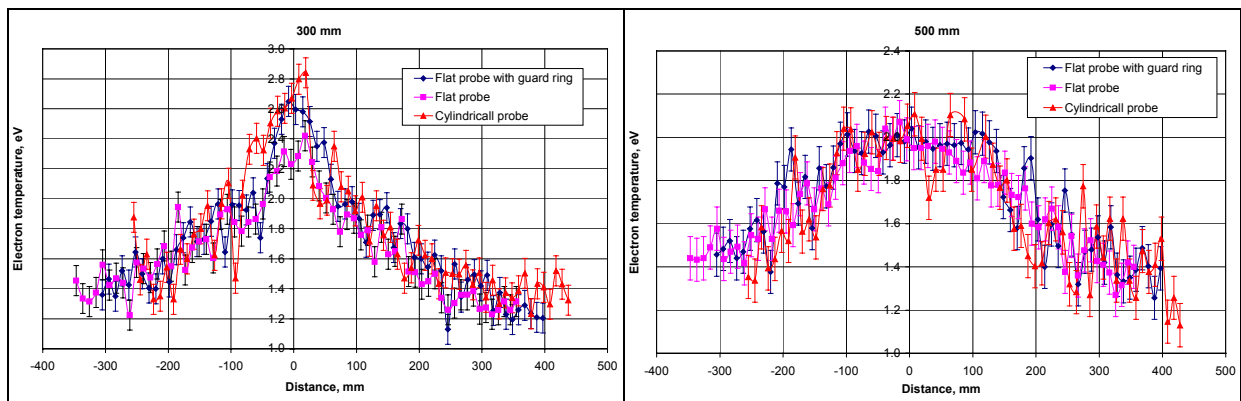 300 mm
3.0
2.8
2.6
2.4
2.2
2.0
1.8
1.6
1.4
1.2
1.0
Electron temperature, eV
Flat probe with guard ring
Flat probe
Cylindricall probe
-400 -300 -200 -100 0 100 200 300 400 500
Distance, mm
500 mm
2.4
2.2
2.0
1.8
1.6
1.4
1.2
1.0
Electron temperature, eV
Flat probe with guard ring
Flat probe
Cylindricall probe
-400 -300 -200 -100 0 100 200 300 400 500
Distance, mm